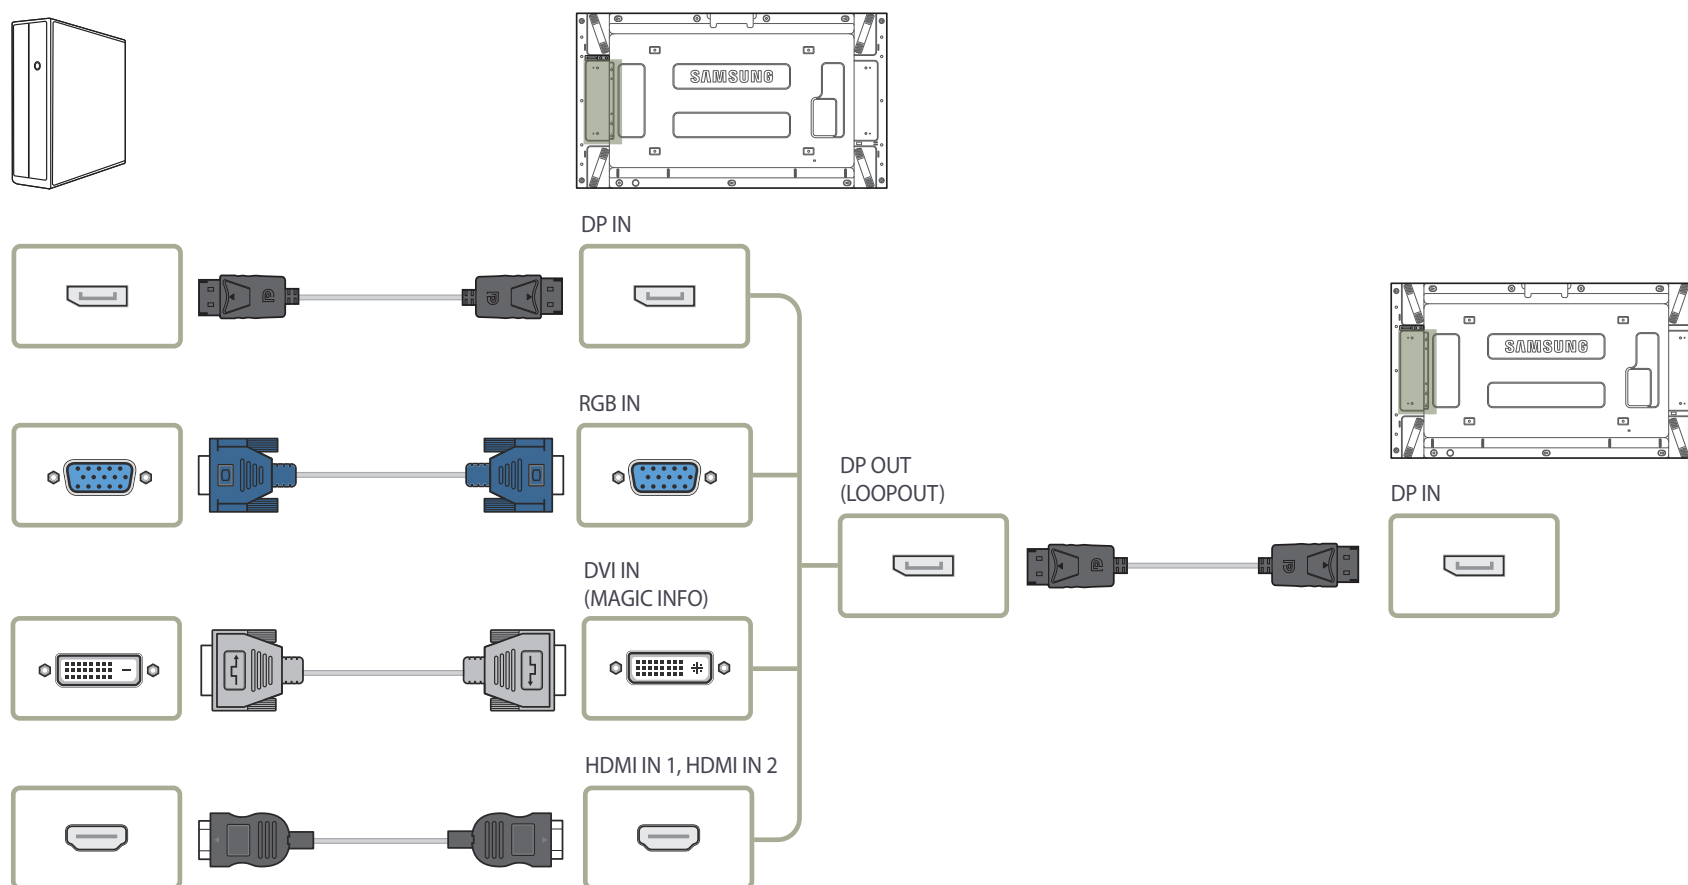 SAMSUNG
DP IN
RGB IN
DVI IN
(MAGIC INFO)
HDMI IN 1, HDMI IN 2
DP OUT
(LOOPOUT)
SAMSUNG
DP IN